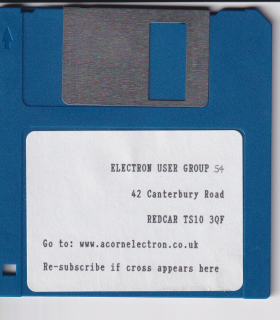 ELECTRON USER GROUP 54
42 Canterbury Road
REDCAR TS10 3QF
Go to: www.acornelectron.co.uk
Re-subscribe if cross appears here